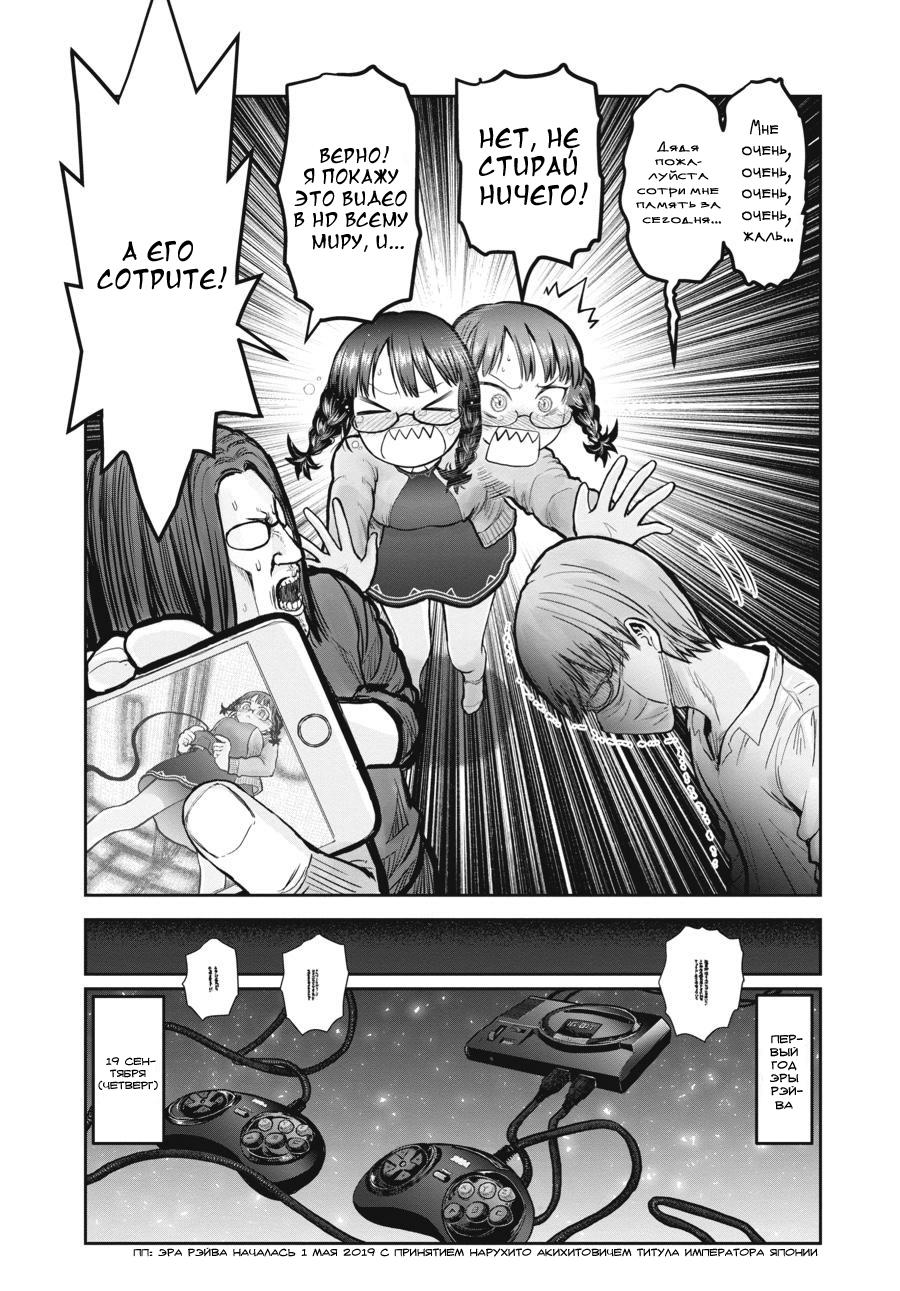 Мне
очень,
очень,
очень,
очень,
жаль...
Дядя
пожа-
луйста
сотри мне
память за
сегодня...
НЕТ, НЕ
СТИРАЙ
НИЧЕГО!
ВЕРНО!
Я ПОКАЖУ
ЭТО ВИДЕО
В HD ВСЕМУ
МИРУ, И...
А ЕГО
СОТРИТЕ!
ПЕР-
ВЫЙ
ГОД
ЭРЫ
РЭЙ-
ВА
19 СЕН-
ТЯБРЯ
(ЧЕТВЕРГ)
SEGA
ПП: ЭРА РЭЙВА НАЧАЛАСЬ 1 МАЯ 2019 С ПРИНЯТИЕМ НАРУХИТО АКИХИТОВИЧЕМ ТИТУЛА ИМПЕРАТОРА ЯПОНИИ